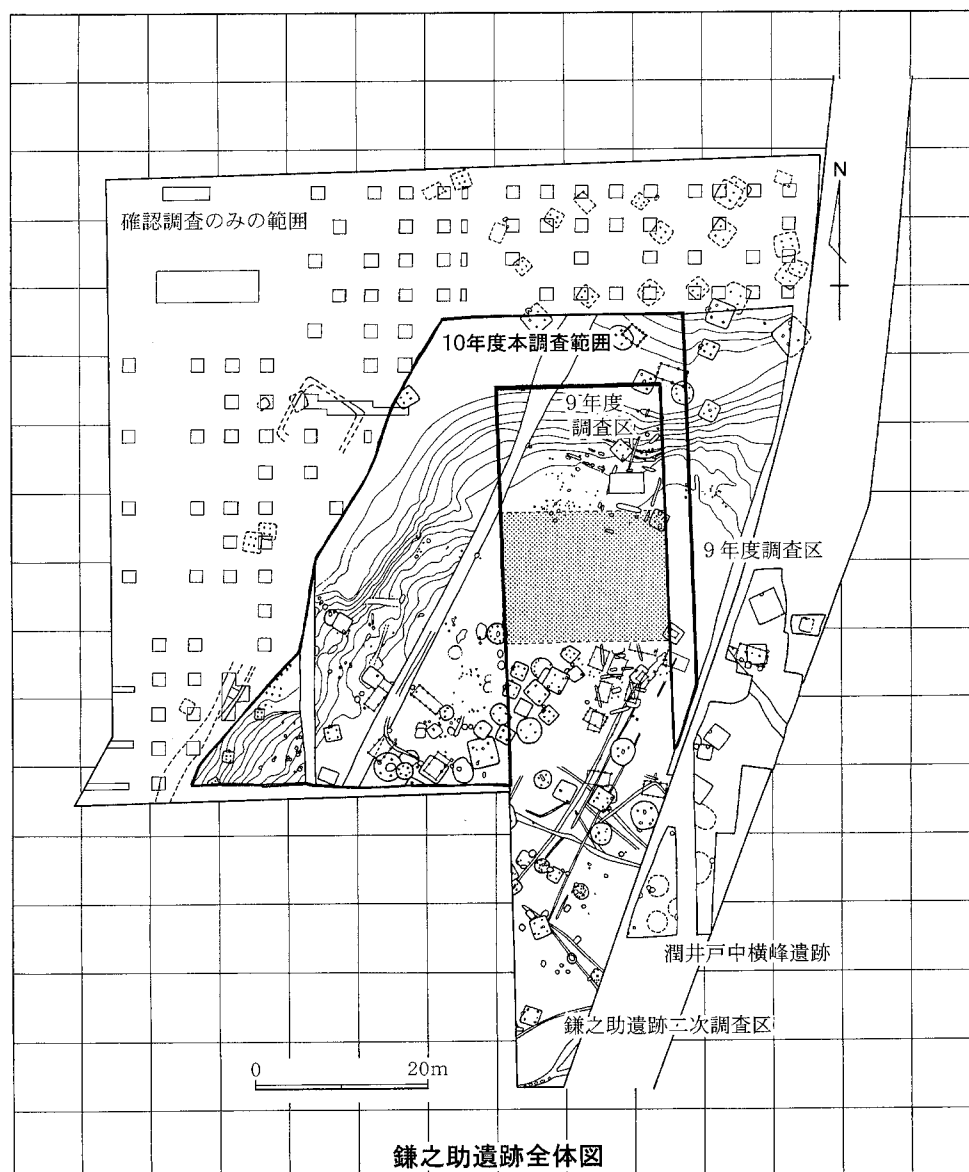 N
確認調査のみの範囲
10年度本調査範囲
9年度
調査区
9年度調査区
潤井戸中横峰遺跡
鎌之助遺跡二次調査区
0 20m
鎌之助遺跡全体図